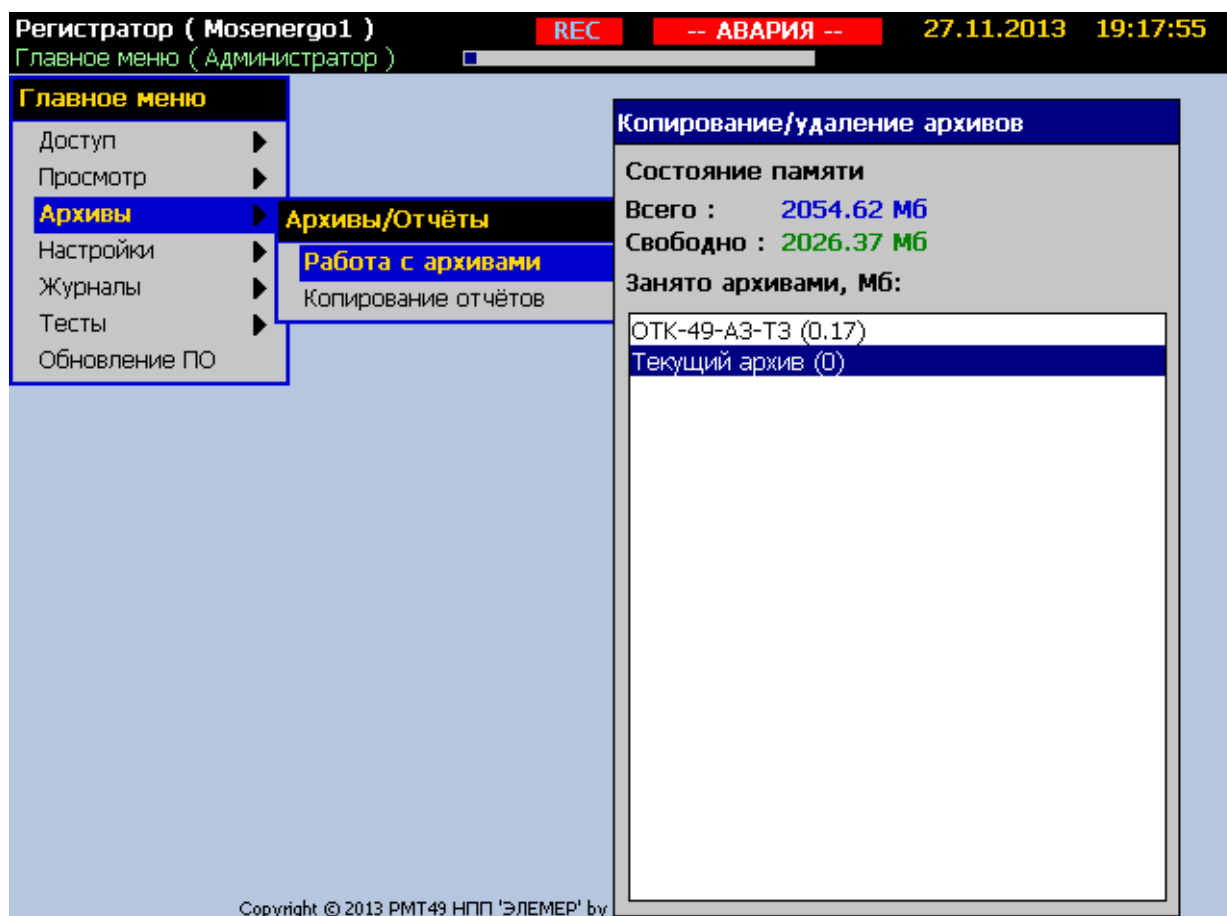 Регистратор ( Mosenergo1 ) REC -- АВАРИЯ -- 27.11.2013 19:17:55
Главное меню ( Администратор )
Главное меню
Доступ
Просмотр
Архивы
Настройки
Журналы
Тесты
Обновление ПО
Архивы/Отчёты
Работа с архивами
Копирование отчётов
Копирование/удаление архивов
Состояние памяти
Всего : 2054.62 Мб
Свободно : 2026.37 Мб
Занято архивами, Мб:
ОТК-49-АЗ-ТЗ (0.17)
Текущий архив (0)
Copyright © 2013 РМТ49 НПП 'ЭЛЕМЕР' by